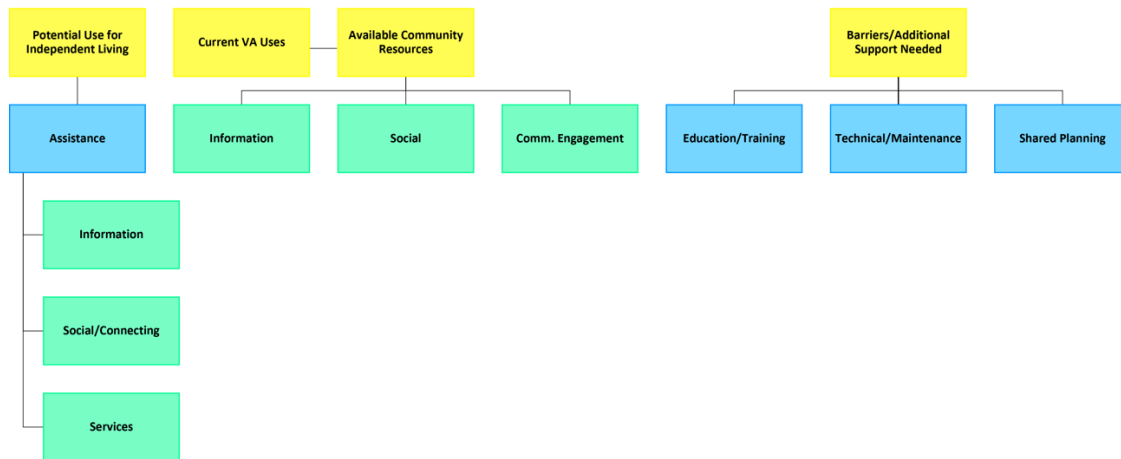 Potential Use for
Independent Living
Current VA Uses
Available Community
Resources
Barriers/Additional
Support Needed
Assistance
Information
Social
Comm. Engagement
Education/Training
Technical/Maintenance
Shared Planning
Information
Social/Connecting
Services